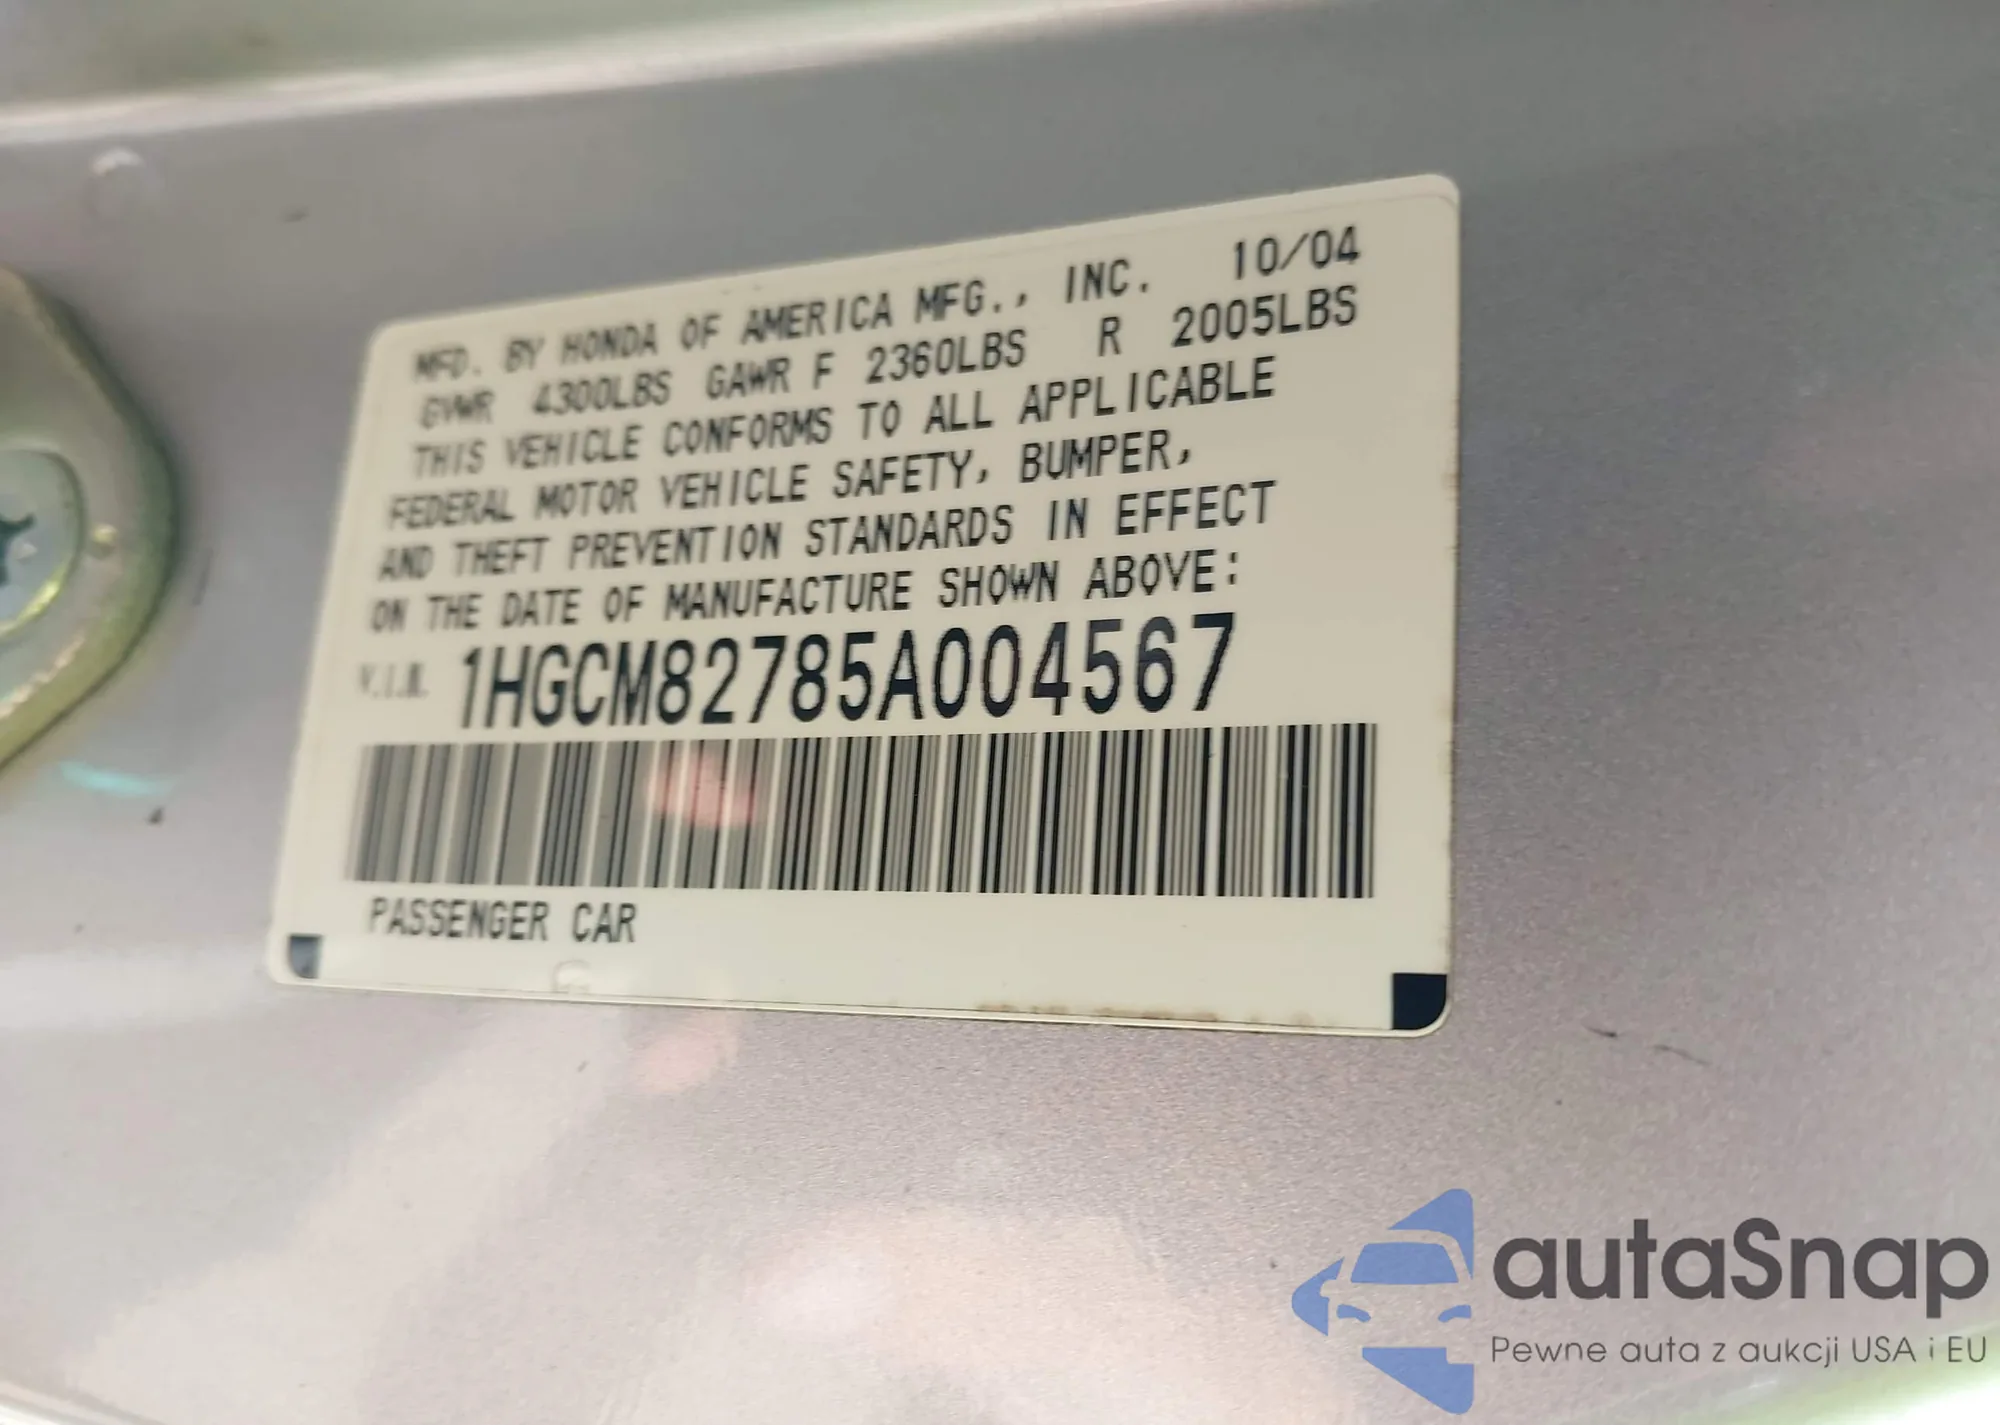 MFD. BY HONDA OF AMERICA MFG., INC. 10/04
GVWR 4300LBS GAWR F 2360LBS R 2005LBS
THIS VEHICLE CONFORMS TO ALL APPLICABLE
FEDERAL MOTOR VEHICLE SAFETY, BUMPER,
AND THEFT PREVENTION STANDARDS IN EFFECT
ON THE DATE OF MANUFACTURE SHOWN ABOVE:
V.I.N. 1HGCM82785A004567
PASSENGER CAR
autaSnap
Pewne auta z aukcji USA i EU